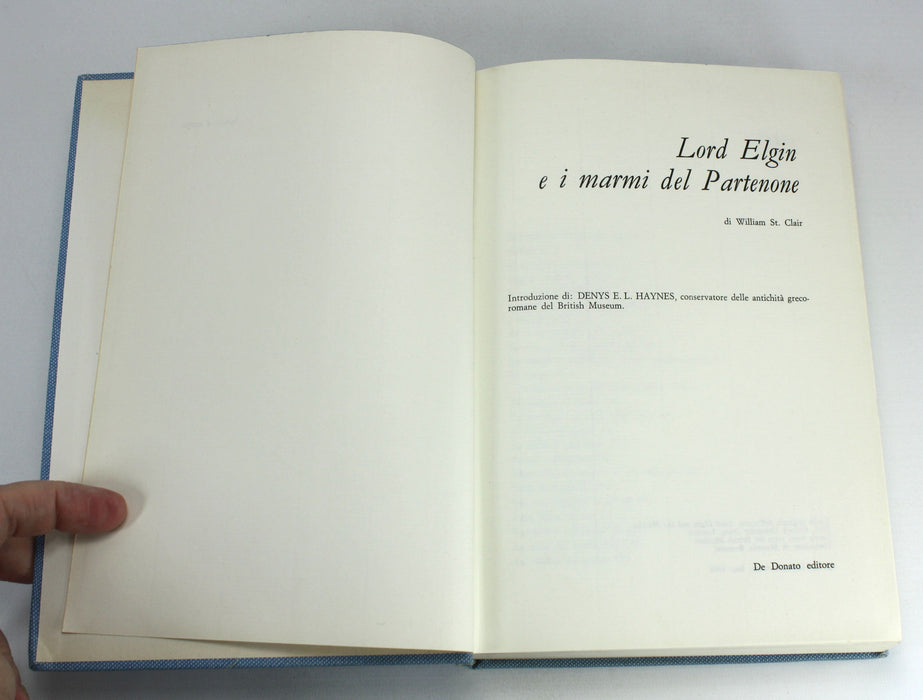 Lord Elgin
e i marmi del Partenone
di William St. Clair
Introduzione di: DENYS E. L. HAYNES, conservatore delle antichità greco-
romane del British Museum.
De Donato editore